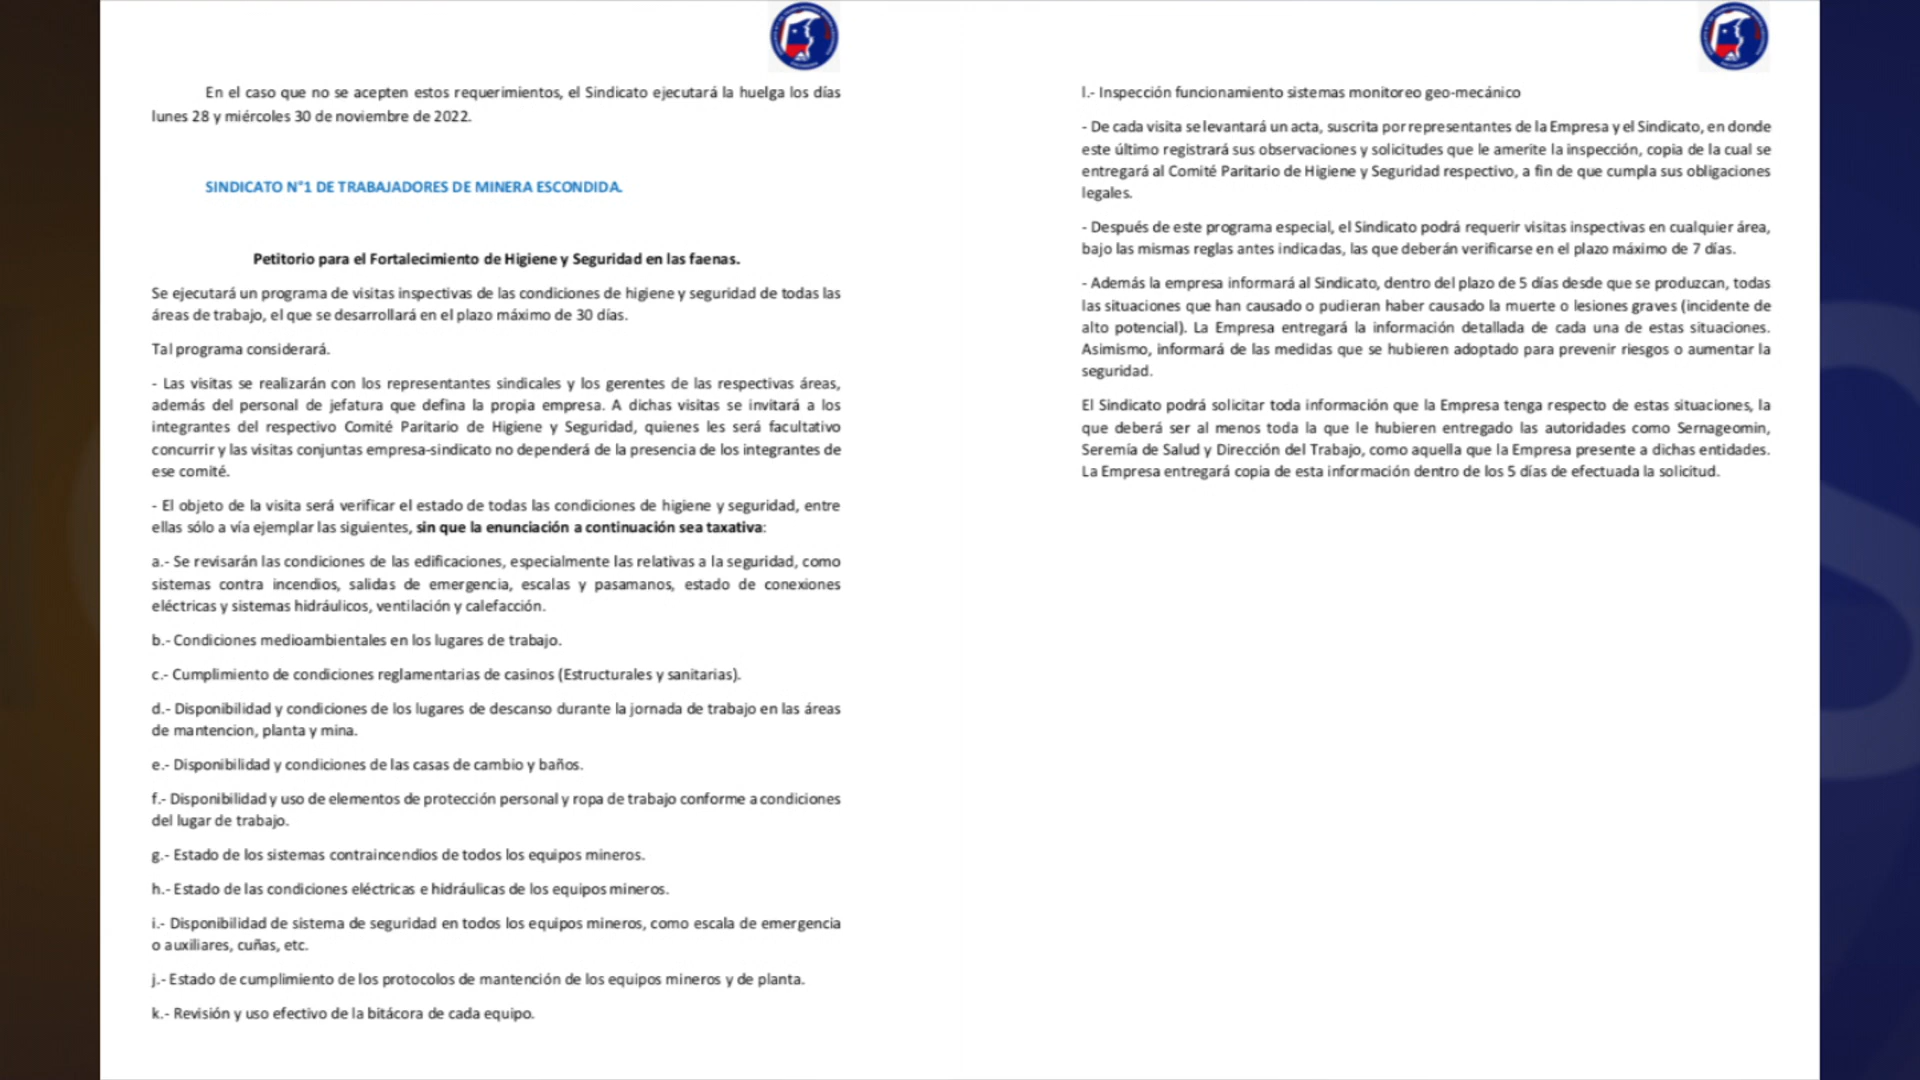 En el caso que no se acepten estos requerimientos, el Sindicato ejecutará la huelga los días
lunes 28 y miércoles 30 de noviembre de 2022.
SINDICATO N°1 DE TRABAJADORES DE MINERA ESCONDIDA.
Petitorio para el Fortalecimiento de Higiene y Seguridad en las faenas.
Se ejecutará un programa de visitas inspectivas de las condiciones de higiene y seguridad de todas las
áreas de trabajo, el que se desarrollará en el plazo máximo de 30 días.
Tal programa considerará.
- Las visitas se realizarán con los representantes sindicales y los gerentes de las respectivas áreas,
además del personal de jefatura que defina la propia empresa. A dichas visitas se invitará a los
integrantes del respectivo Comité Paritario de Higiene y Seguridad, quienes les será facultativo
concurrir y las visitas conjuntas empresa-sindicato no dependerá de la presencia de los integrantes de
ese comité.
- El objeto de la visita será verificar el estado de todas las condiciones de higiene y seguridad, entre
ellas sólo a vía ejemplar las siguientes, sin que la enunciación a continuación sea taxativa:
a.- Se revisarán las condiciones de las edificaciones, especialmente las relativas a la seguridad, como
sistemas contra incendios, salidas de emergencia, escalas y pasamanos, estado de conexiones
eléctricas y sistemas hidráulicos, ventilación y calefacción.
b.- Condiciones medioambientales en los lugares de trabajo.
c.- Cumplimiento de condiciones reglamentarias de casinos (Estructurales y sanitarias).
d.- Disponibilidad y condiciones de los lugares de descanso durante la jornada de trabajo en las áreas
de mantencion, planta y mina.
e.- Disponibilidad y condiciones de las casas de cambio y baños.
f.- Disponibilidad y uso de elementos de protección personal y ropa de trabajo conforme a condiciones
del lugar de trabajo.
g.- Estado de los sistemas contraincendios de todos los equipos mineros.
h.- Estado de las condiciones eléctricas e hidráulicas de los equipos mineros.
i.- Disponibilidad de sistema de seguridad en todos los equipos mineros, como escala de emergencia
o auxiliares, cuñas, etc.
j.- Estado de cumplimiento de los protocolos de mantención de los equipos mineros y de planta.
k.- Revisión y uso efectivo de la bitácora de cada equipo.
l.- Inspección funcionamiento sistemas monitoreo geo-mecánico
- De cada visita se levantará un acta, suscrita por representantes de la Empresa y el Sindicato, en donde
este último registrará sus observaciones y solicitudes que le amerite la inspección, copia de la cual se
entregará al Comité Paritario de Higiene y Seguridad respectivo, a fin de que cumpla sus obligaciones
legales.
- Después de este programa especial, el Sindicato podrá requerir visitas inspectivas en cualquier área,
bajo las mismas reglas antes indicadas, las que deberán verificarse en el plazo máximo de 7 días.
- Además la empresa informará al Sindicato, dentro del plazo de 5 días desde que se produzcan, todas
las situaciones que han causado o pudieran haber causado la muerte o lesiones graves (incidente de
alto potencial). La Empresa entregará la información detallada de cada una de estas situaciones.
Asimismo, informará de las medidas que se hubieren adoptado para prevenir riesgos o aumentar la
seguridad.
El Sindicato podrá solicitar toda información que la Empresa tenga respecto de estas situaciones, la
que deberá ser al menos toda la que le hubieren entregado las autoridades como Sernageomin,
Seremía de Salud y Dirección del Trabajo, como aquella que la Empresa presente a dichas entidades.
La Empresa entregará copia de esta información dentro de los 5 días de efectuada la solicitud.